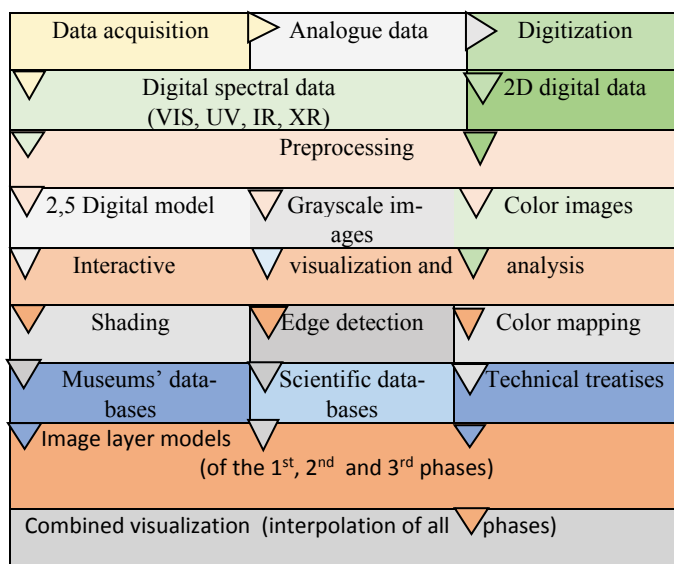 Data acquisition Analogue data Digitization
Digital spectral data 2D digital data
(VIS, UV, IR, XR)
Preprocessing
2,5 Digital model Grayscale im- Color images
ages
Interactive visualization and analysis
Shading Edge detection Color mapping
Museums' data- Scientific data- Technical treatises
bases bases
Image layer models
(of the 1st, 2nd and 3rd phases)
Combined visualization (interpolation of all phases)